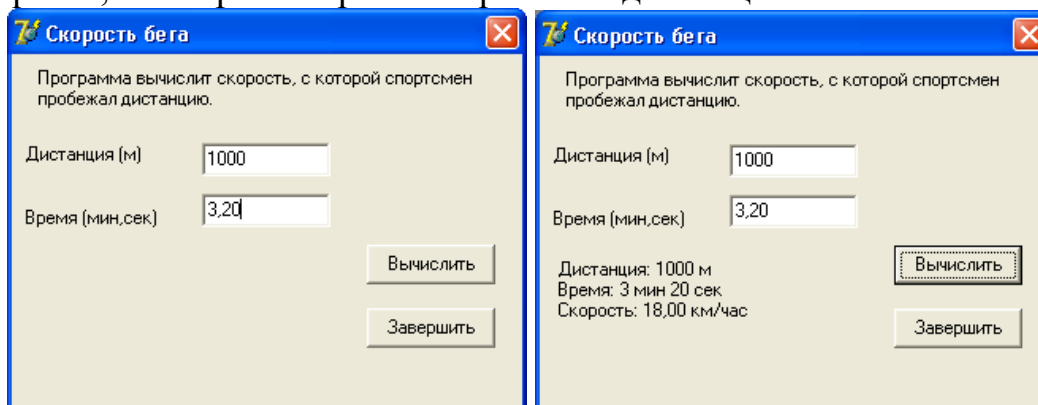 Скорость бега
Программа вычислит скорость, с которой спортсмен
пробежал дистанцию.
Дистанция (м)
1000
Время (мин,сек)
3,20
Вычислить
Завершить
Скорость бега
Программа вычислит скорость, с которой спортсмен
пробежал дистанцию.
Дистанция (м)
1000
Время (мин,сек)
3,20
Вычислить
Дистанция: 1000 м
Время: 3 мин 20 сек
Скорость: 18,00 км/час
Завершить